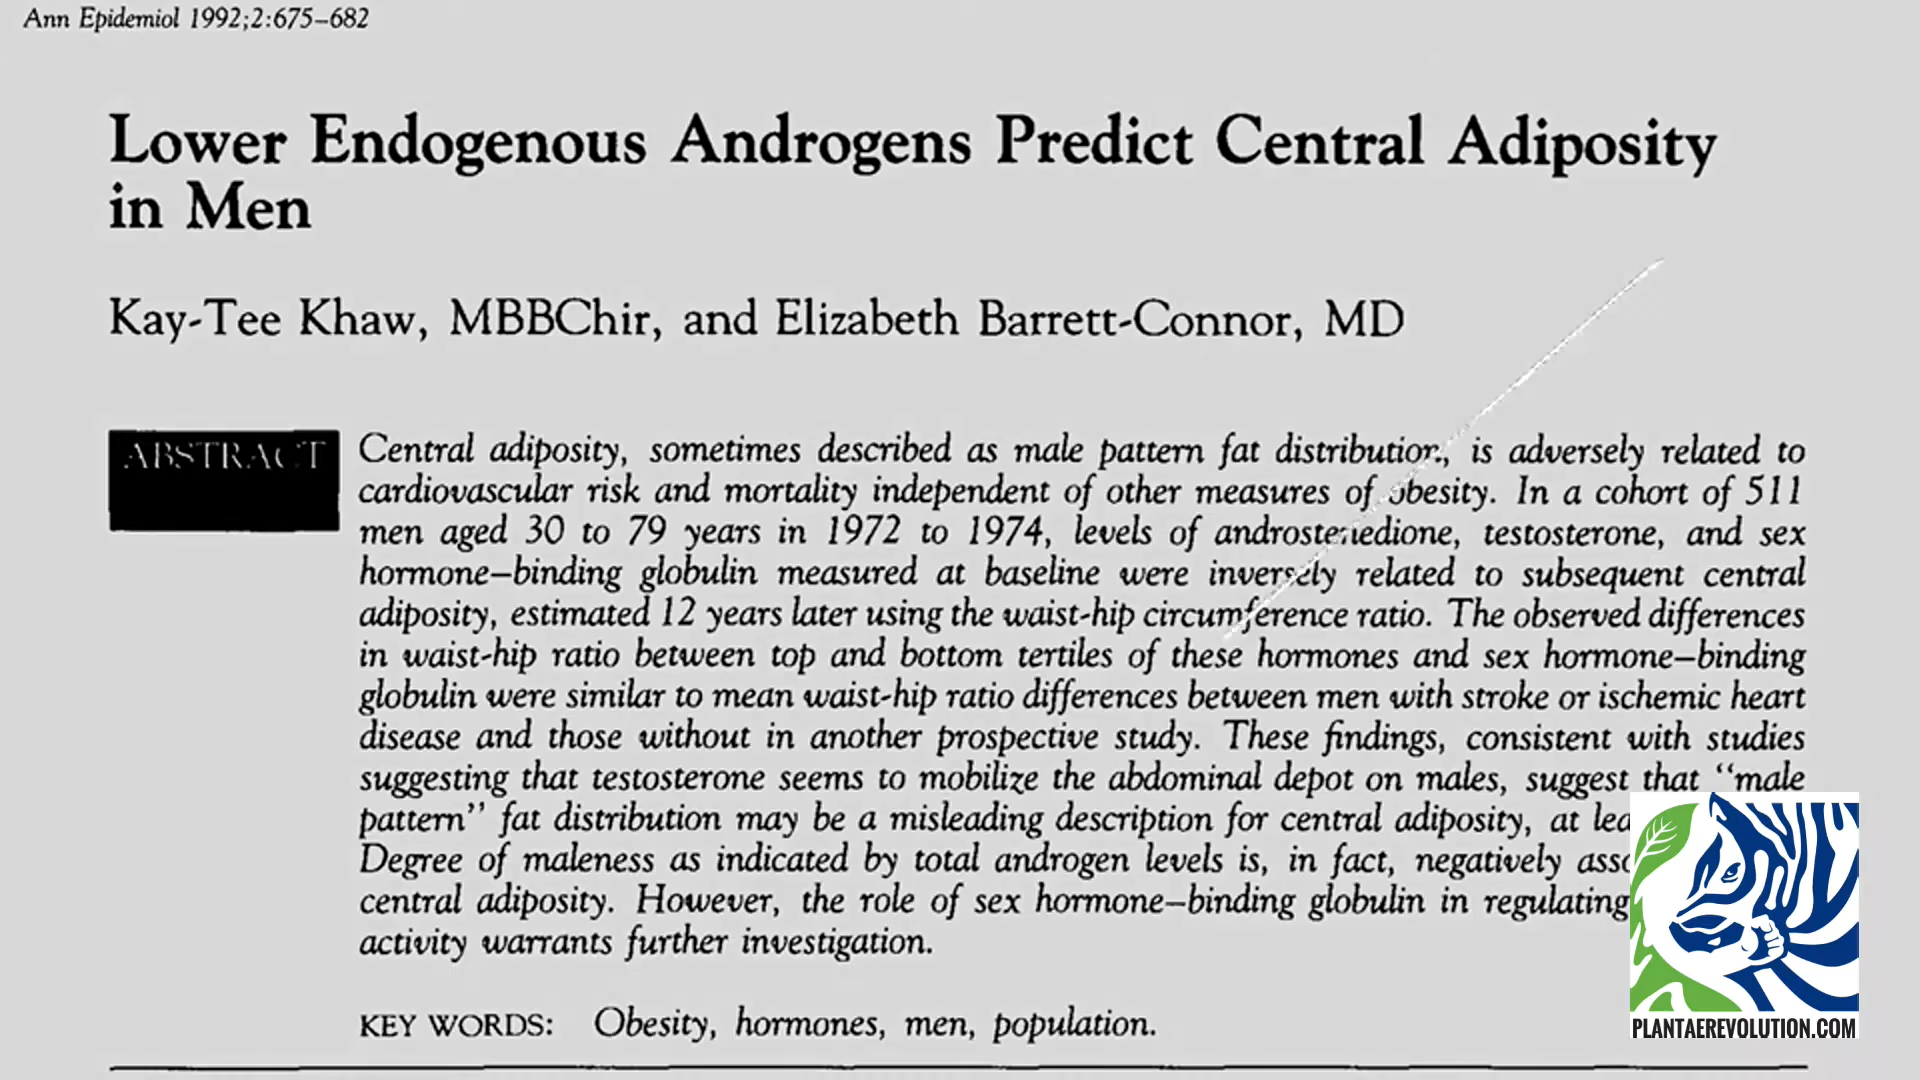 Ann Epidemiol 1992;2:675–682
Lower Endogenous Androgens Predict Central Adiposity
in Men
Kay-Tee Khaw, MBBChir, and Elizabeth Barrett-Connor, MD
ABSTRACT
Central adiposity, sometimes described as male pattern fat distribution, is adversely related to
cardiovascular risk and mortality independent of other measures of obesity. In a cohort of 511
men aged 30 to 79 years in 1972 to 1974, levels of androstenedione, testosterone, and sex
hormone–binding globulin measured at baseline were inversely related to subsequent central
adiposity, estimated 12 years later using the waist-hip circumference ratio. The observed differences
in waist-hip ratio between top and bottom tertiles of these hormones and sex hormone–binding
globulin were similar to mean waist-hip ratio differences between men with stroke or ischemic heart
disease and those without in another prospective study. These findings, consistent with studies
suggesting that testosterone seems to mobilize the abdominal depot on males, suggest that “male
pattern” fat distribution may be a misleading description for central adiposity, at
Degree of maleness as indicated by total androgen levels is, in fact, negatively
central adiposity. However, the role of sex hormone–binding globulin in regulating
activity warrants further investigation.
KEY WORDS: Obesity, hormones, men, population.
PLANTAEREVOLUTION.COM